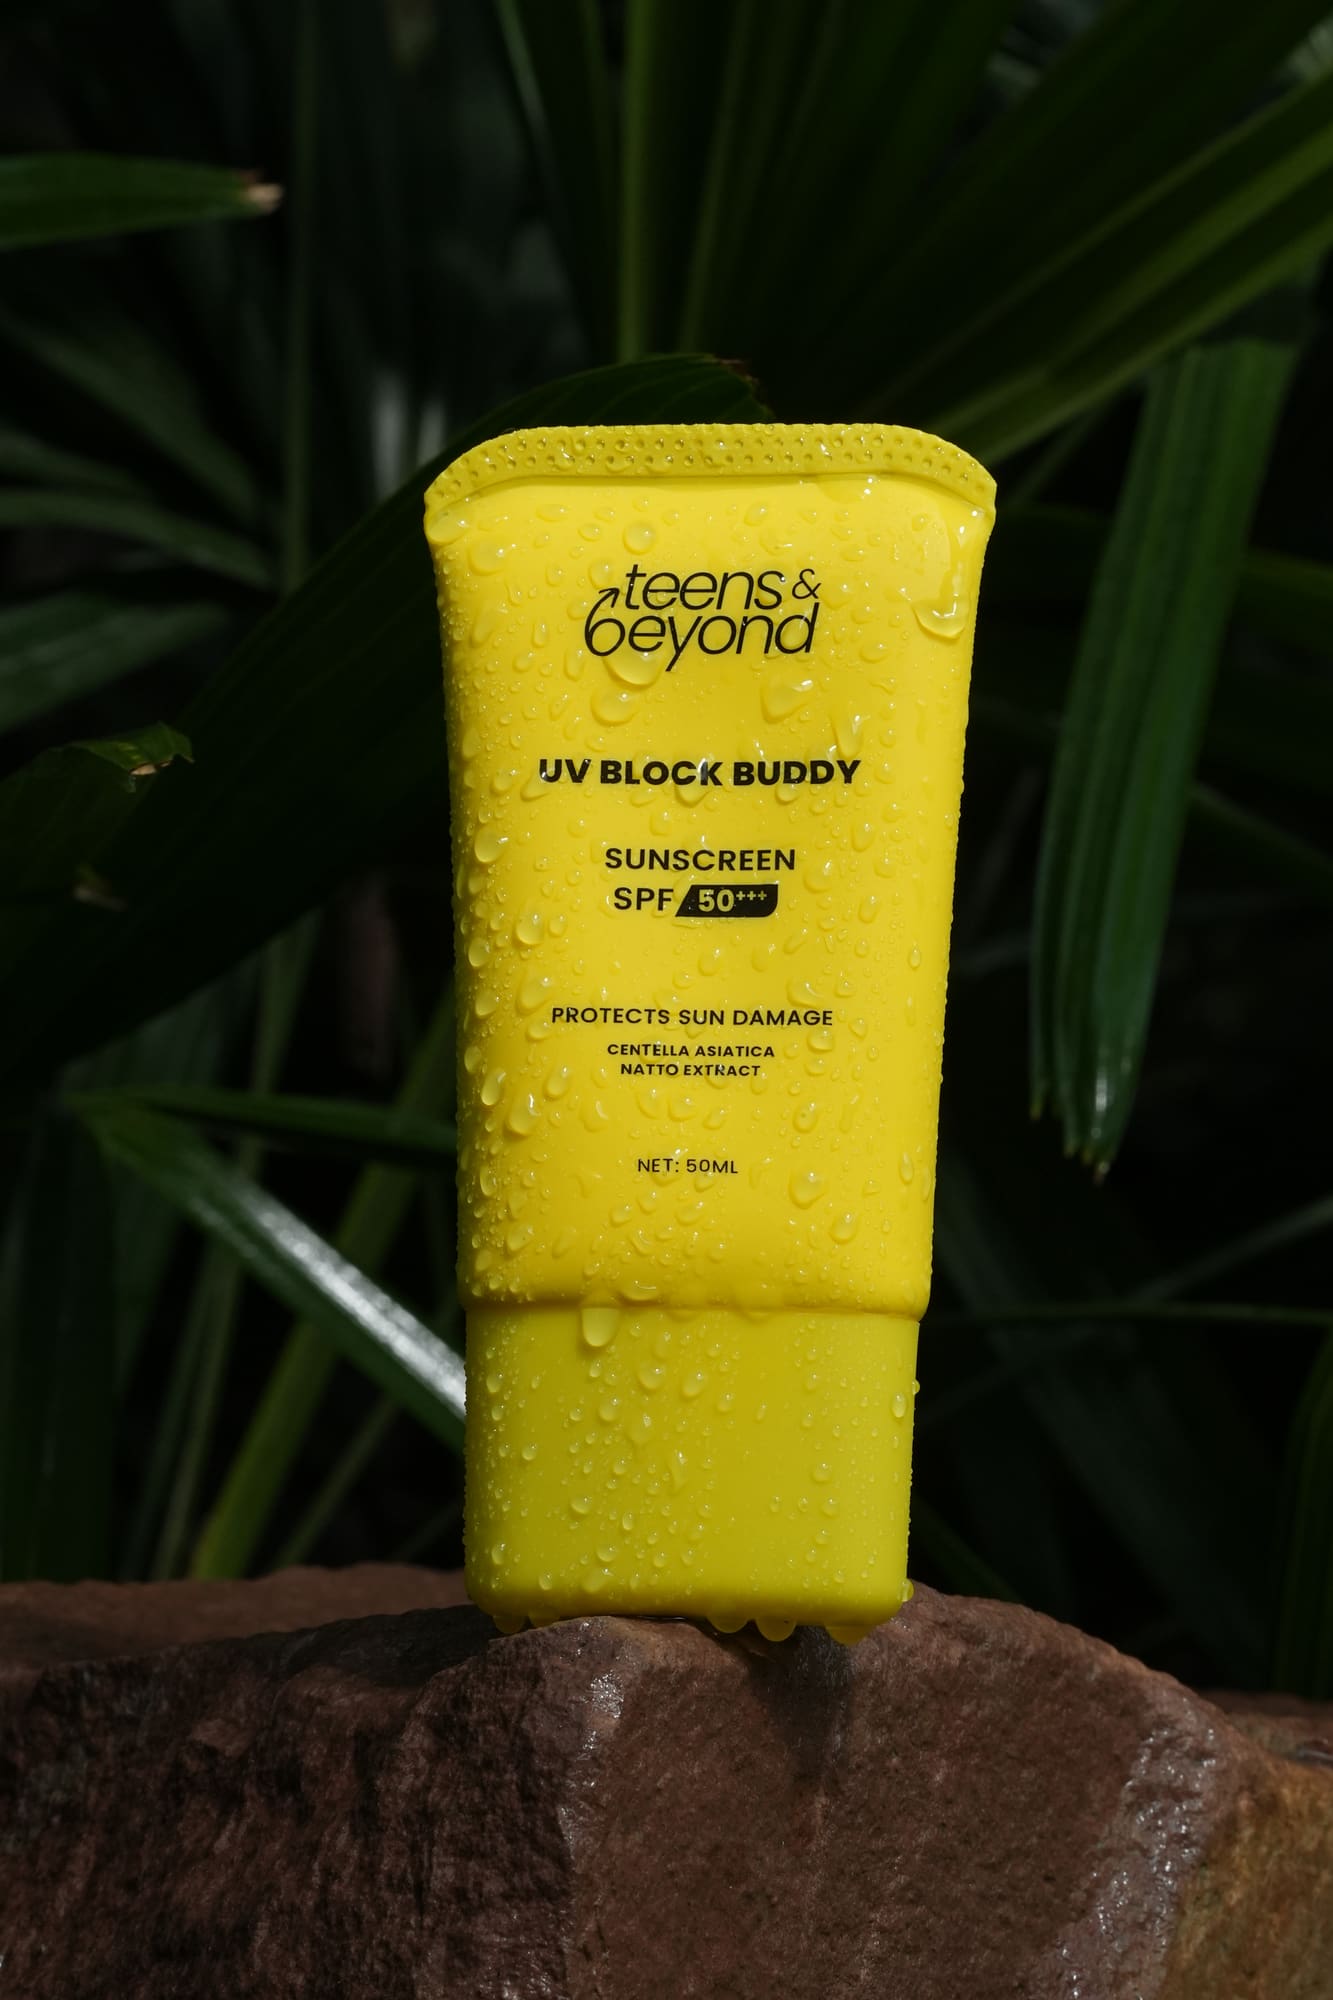 teens &
beyond
UV BLOCK BUDDY
SUNSCREEN
SPF 50+++
PROTECTS SUN DAMAGE
CENTELLA ASIATICA
NATTO EXTRACT
NET: 50ML